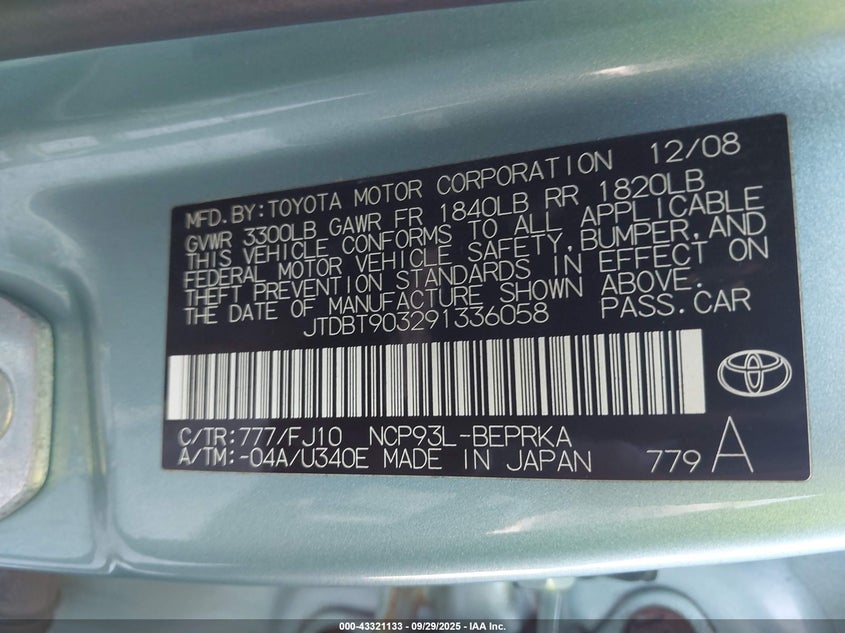 MFD. BY: TOYOTA MOTOR CORPORATION 12/08
GVWR 3300LB GAWR FR 1840LB RR 1820LB
THIS VEHICLE CONFORMS TO ALL APPLICABLE
FEDERAL MOTOR VEHICLE SAFETY, BUMPER, AND
THEFT PREVENTION STANDARDS IN EFFECT ON
THE DATE OF MANUFACTURE SHOWN ABOVE.
JTDBT903291336058 PASS. CAR
C/TR: 777/FJ10 NCP93L-BEPRKA
A/TM: -04A/U340E MADE IN JAPAN 779 A
000-43321133 - 09/29/2025 - IAA Inc.